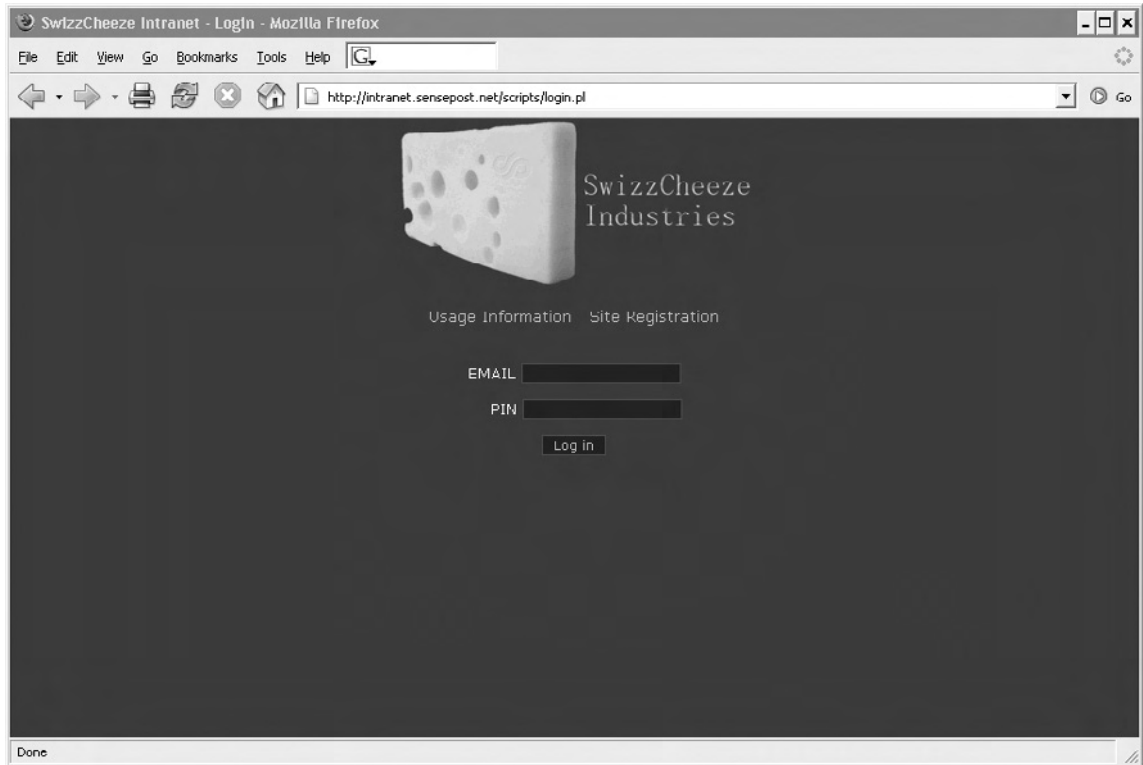 SwizzCheeze Intranet - Login - Mozilla Firefox
File Edit View Go Bookmarks Tools Help G
http://intranet.sensepost.net/scripts/login.pl Go
SwizzCheeze
Industries
Usage Information Site Registration
EMAIL
PIN
Log in
Done